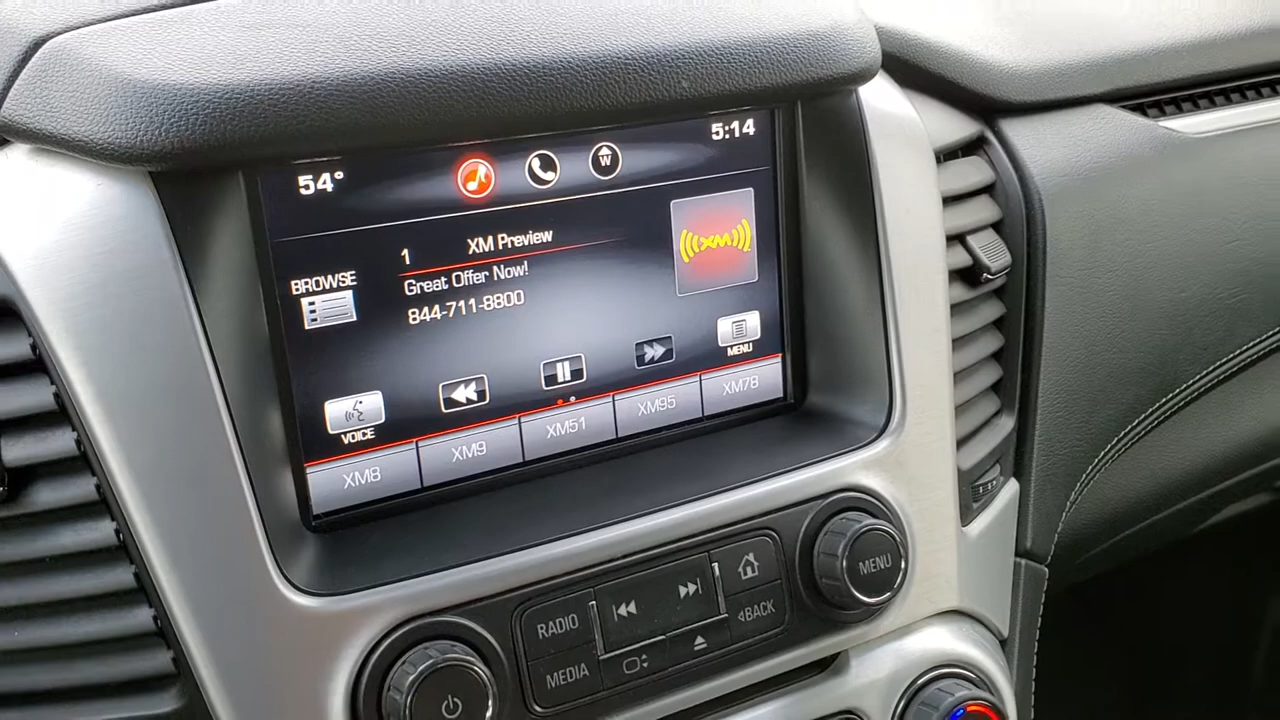 54°
W
5:14
1 XM Preview
XM
BROWSE
Great Offer Now!
844-711-8800
MENU
VOICE
XM8 XM9 XM51 XM95 XM78
MENU
RADIO
BACK
MEDIA